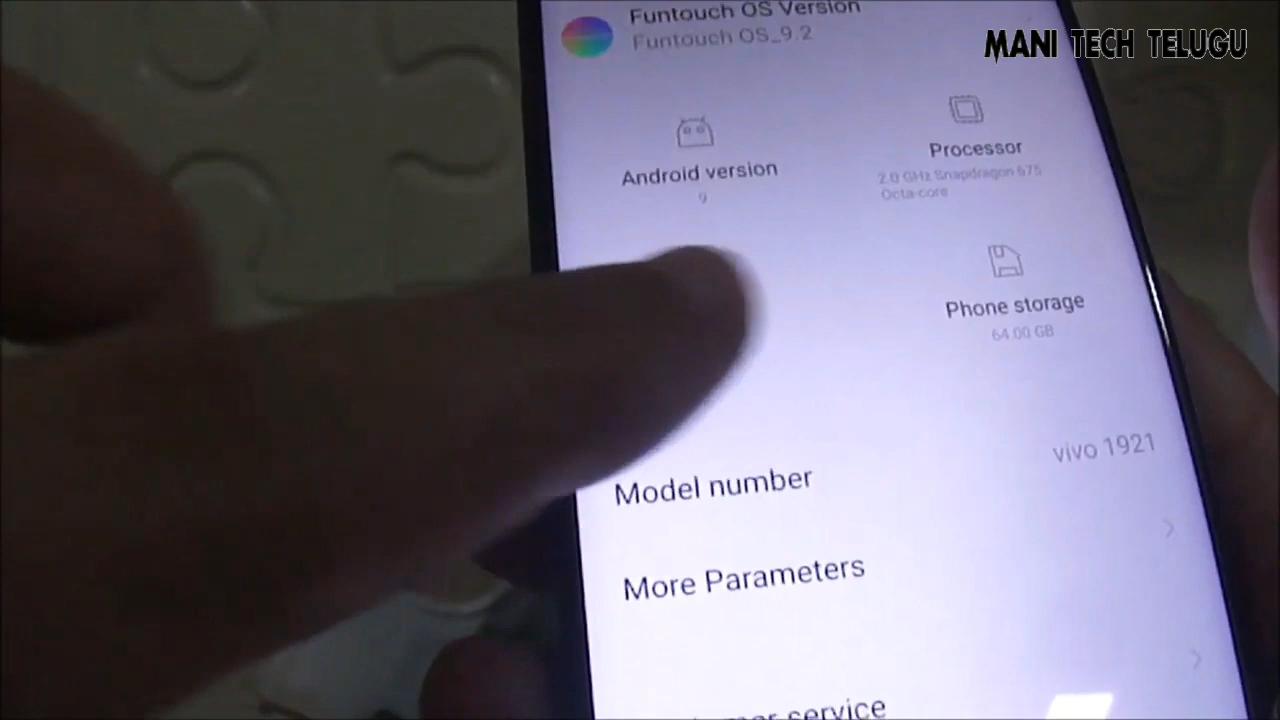 MANI TECH TELUGU
Funtouch OS Version
Funtouch OS_9.2
Android version
9
Processor
2.0 GHz Snapdragon 675
Octa-core
Phone storage
64.00 GB
Model number
vivo 1921
More Parameters
service